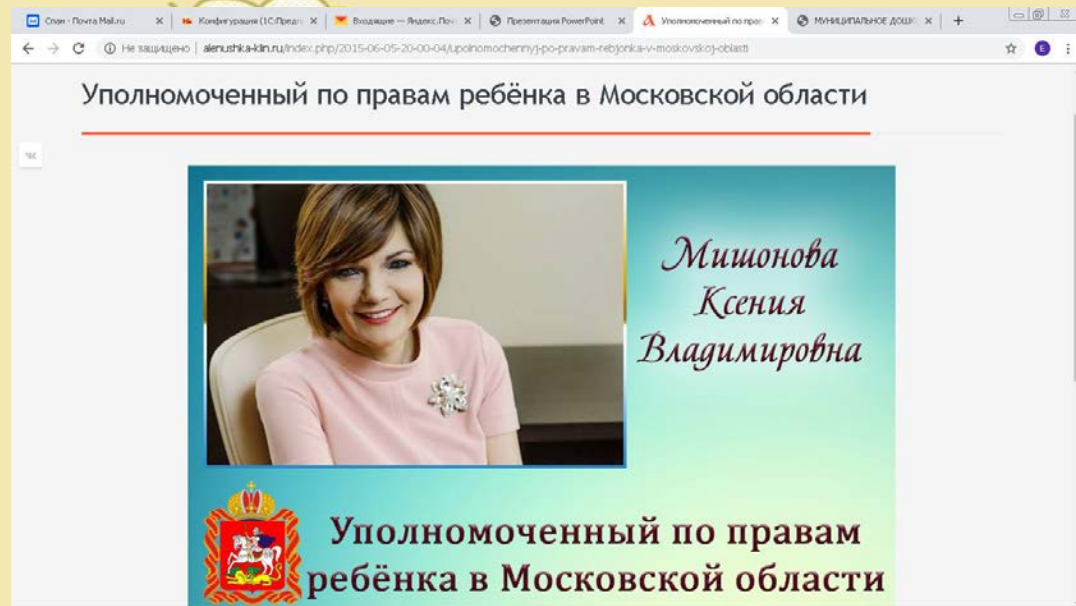 Спам - Почта Mail.ru
Конфигурация (1С:Предп
Входящие — Яндекс.Поч
Презентация PowerPoint
Уполномоченный по прав
МУНИЦИПАЛЬНОЕ ДОШК
Не защищено | alenushka-klin.ru/index.php/2015-06-05-20-00-04/upolnomochennyj-po-pravam-rebjonka-v-moskovskoj-oblasti
E
Уполномоченный по правам ребёнка в Московской области
Мишонова
Ксения
Владимировна
Уполномоченный по правам
ребёнка в Московской области